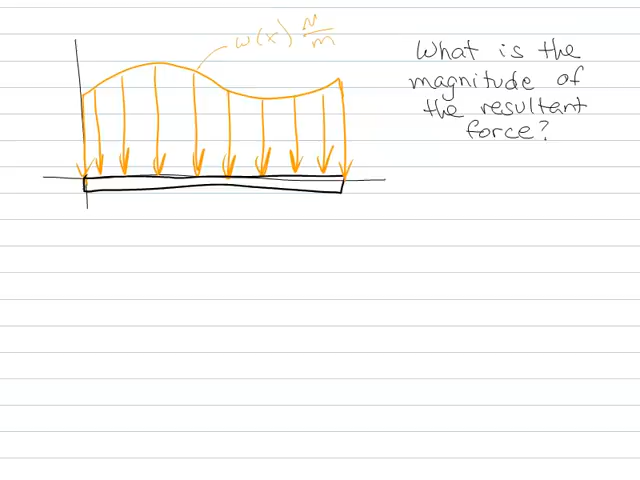 w(x) N/m
What is the
magnitude of
the resultant
force?